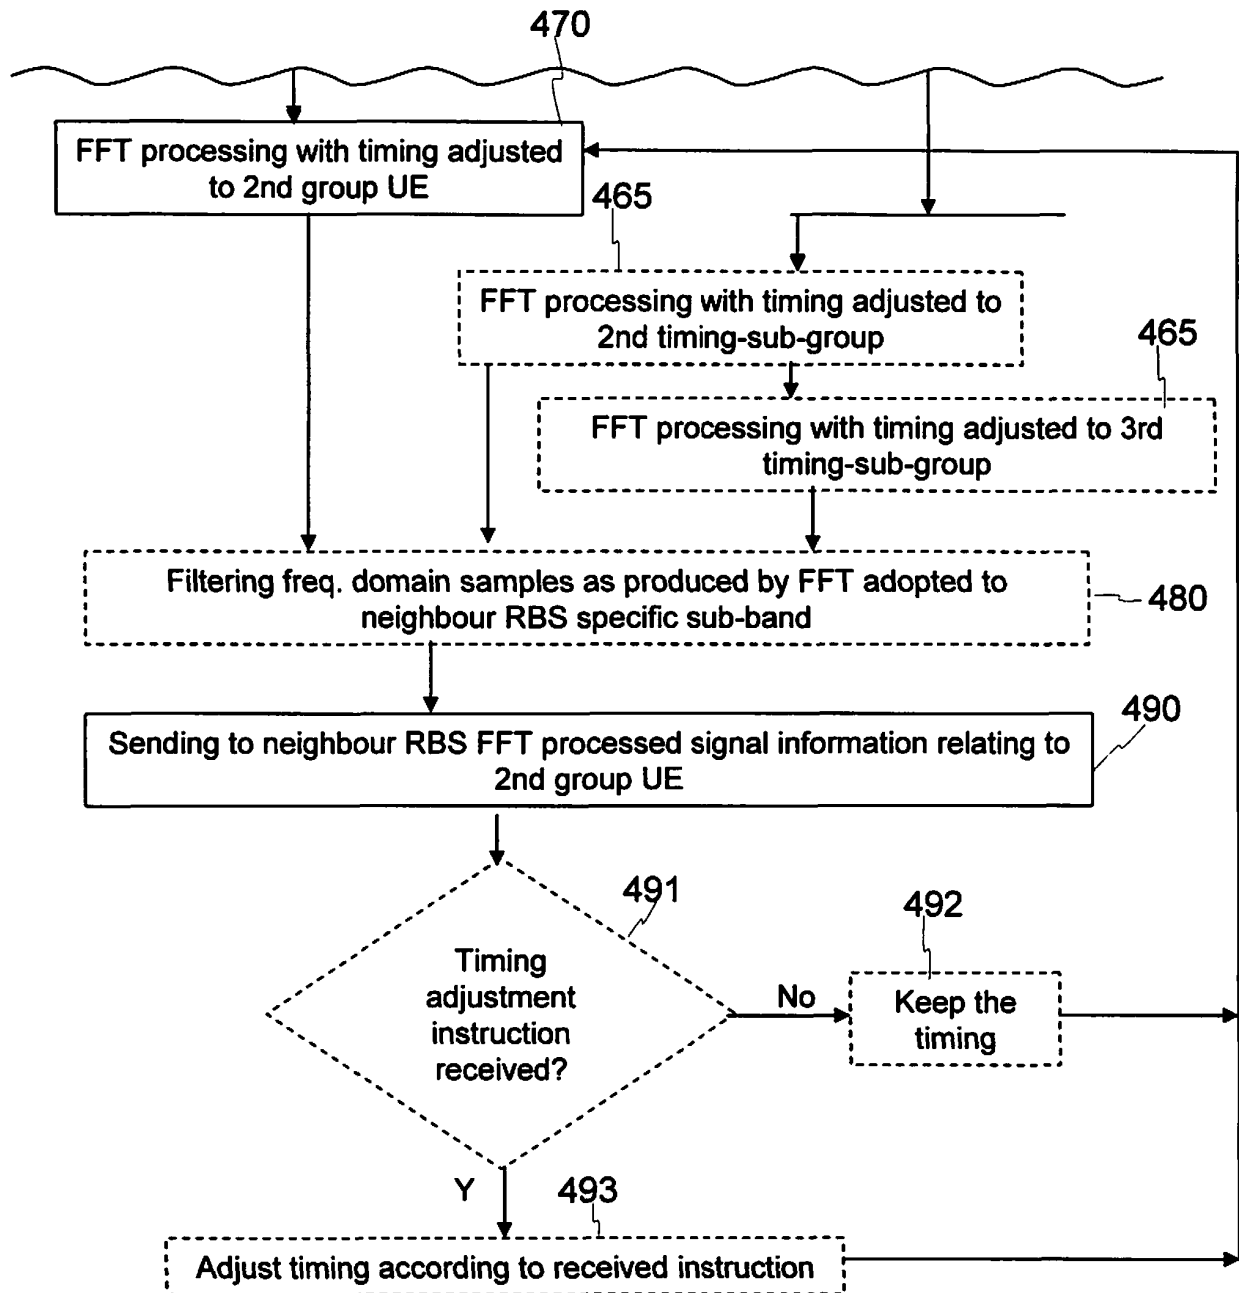 470
FFT processing with timing adjusted
to 2nd group UE
465
FFT processing with timing adjusted to
2nd timing-sub-group
465
FFT processing with timing adjusted to 3rd
timing-sub-group
Filtering freq. domain samples as produced by FFT adopted to
neighbour RBS specific sub-band
480
490
Sending to neighbour RBS FFT processed signal information relating to
2nd group UE
491
492
Timing
adjustment
instruction
received?
No
Keep the
timing
Y
493
Adjust timing according to received instruction